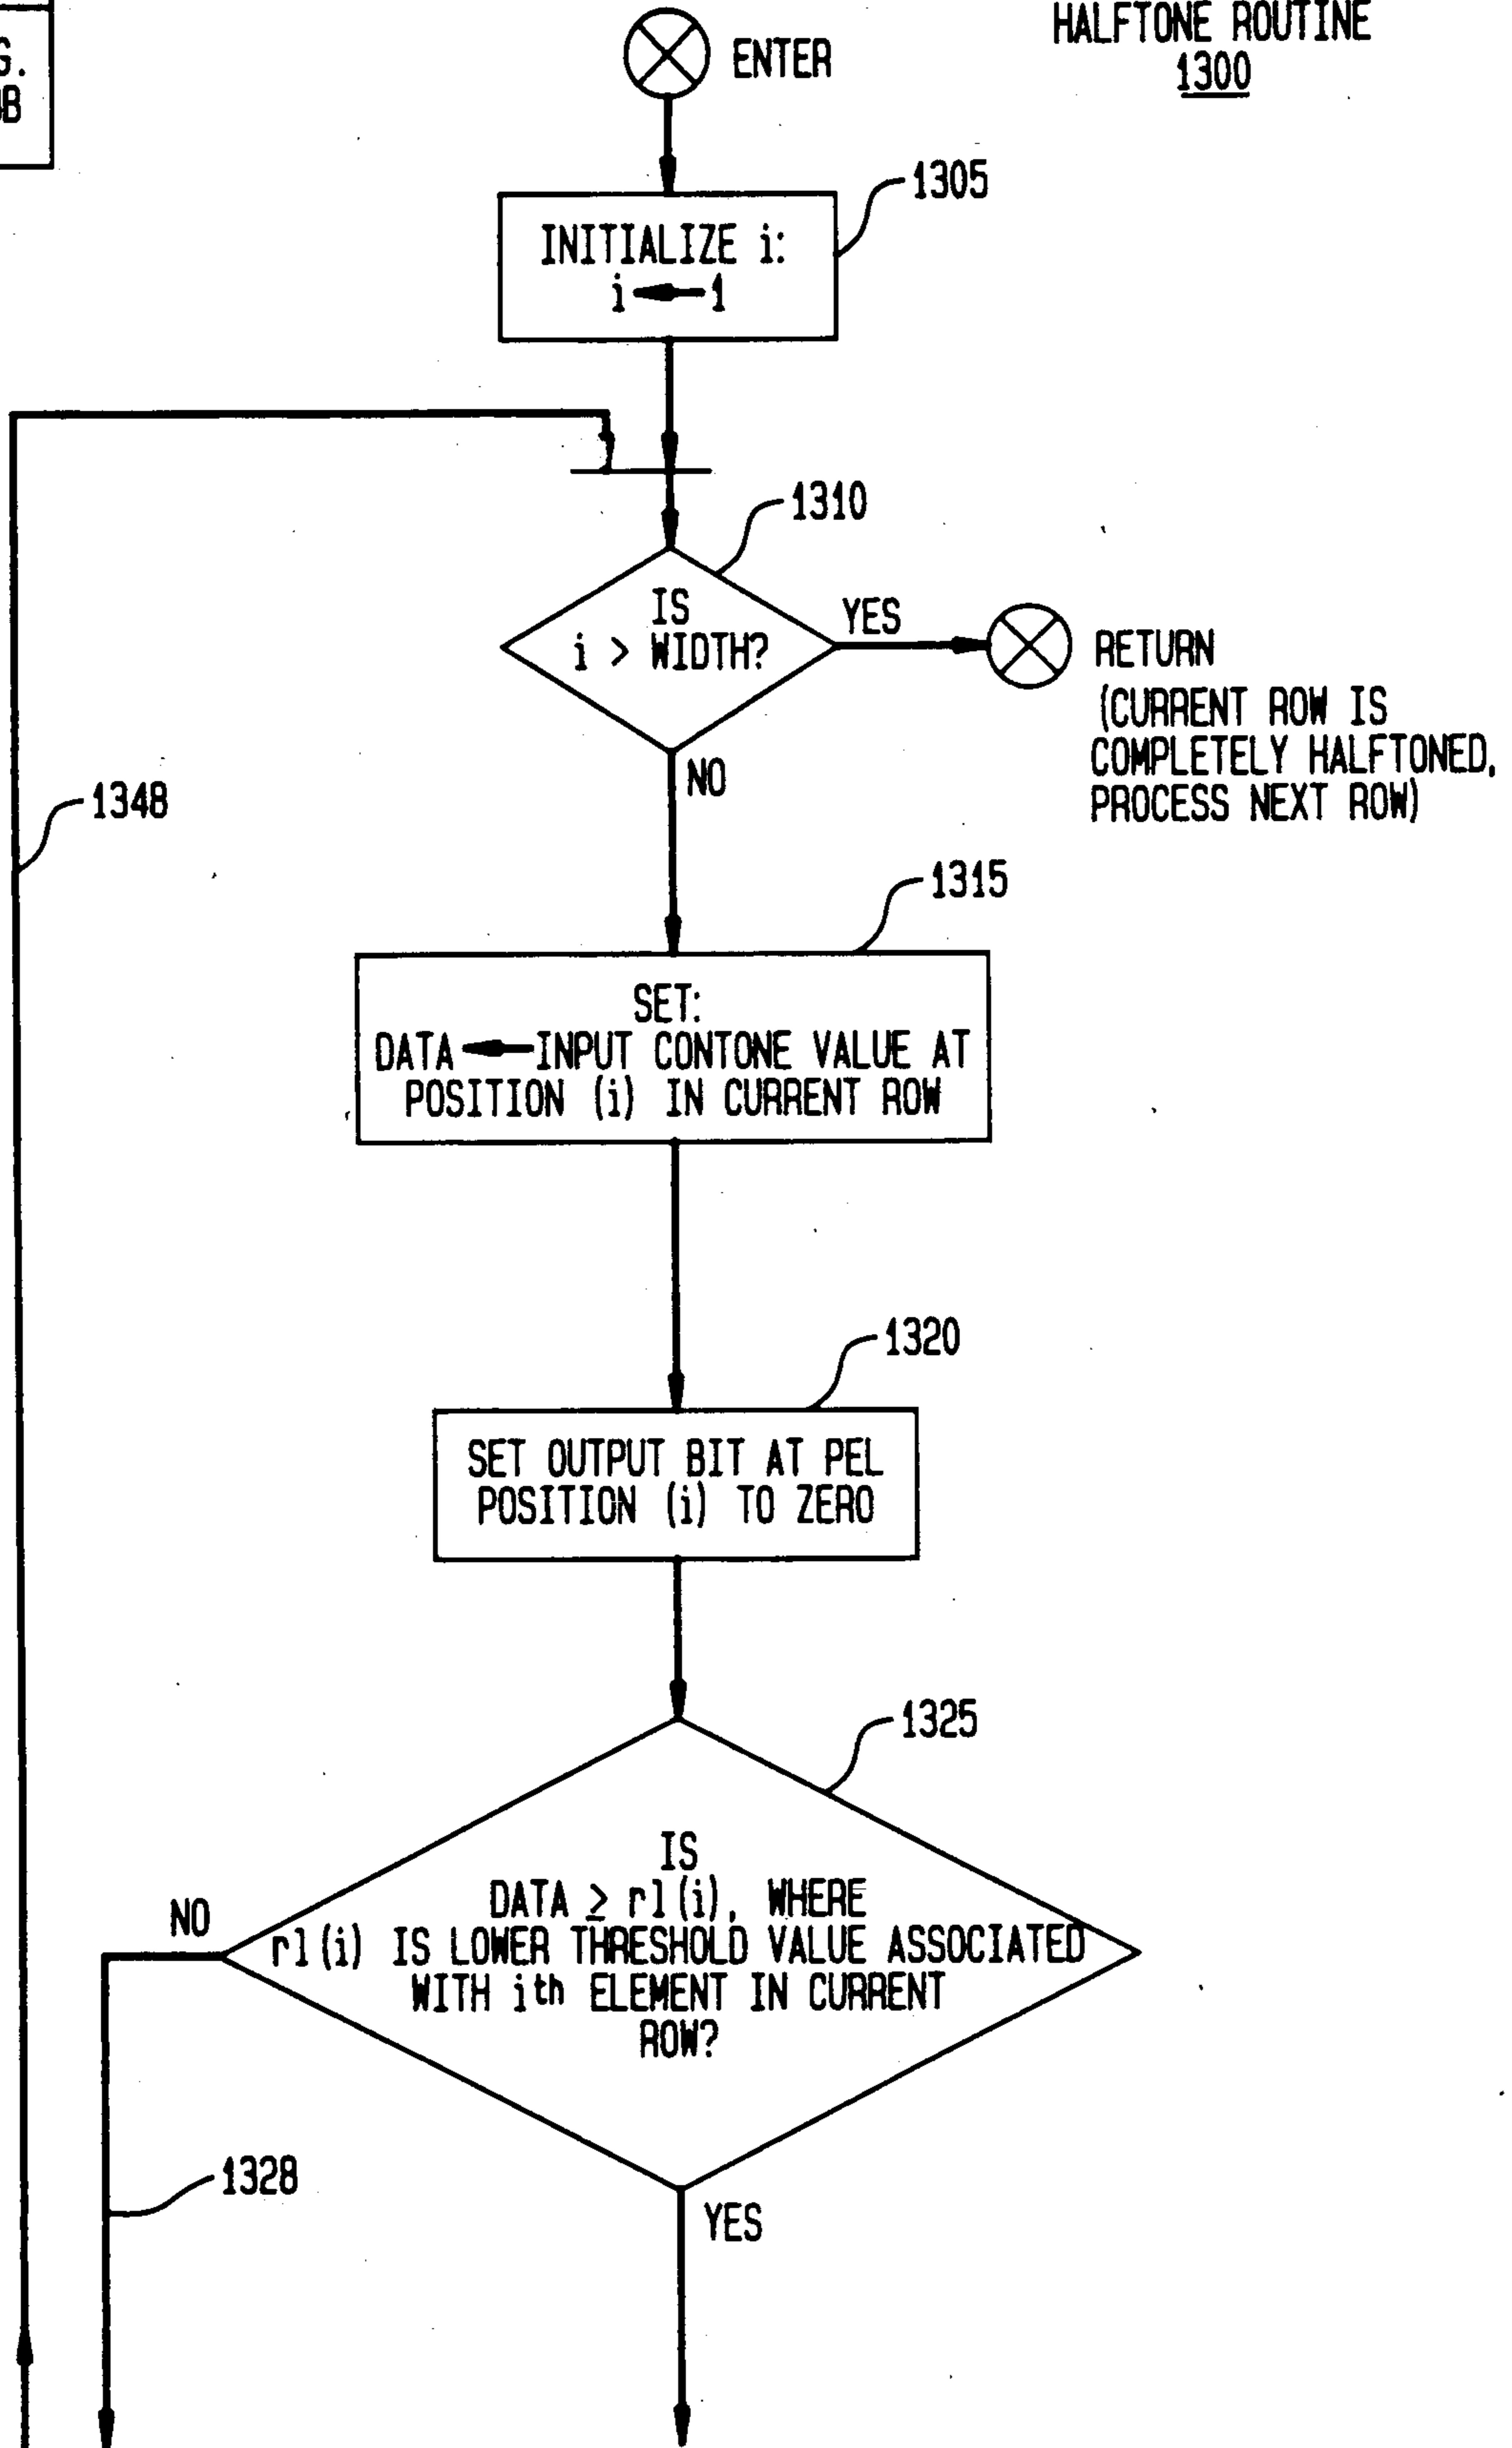 G.
B
HALFTONE ROUTINE
1300
ENTER
1305
INITIALIZE i:
i ← 1
1310
IS
i > WIDTH?
YES
RETURN
(CURRENT ROW IS
COMPLETELY HALFTONED,
PROCESS NEXT ROW)
NO
1348
1315
SET:
DATA ← INPUT CONTONE VALUE AT
POSITION (i) IN CURRENT ROW
1320
SET OUTPUT BIT AT PEL
POSITION (i) TO ZERO
1325
IS
DATA ≥ rl(i), WHERE
rl(i) IS LOWER THRESHOLD VALUE ASSOCIATED
WITH ith ELEMENT IN CURRENT
ROW?
NO
1328
YES